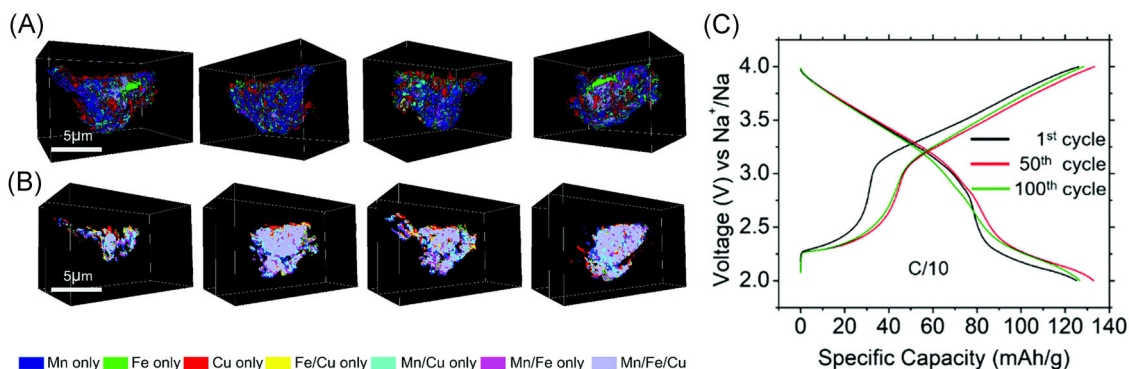 (A)
5μm
(B)
5μm
Mn only Fe only Cu only Fe/Cu only Mn/Cu only Mn/Fe only Mn/Fe/Cu
(C)
Voltage (V) vs Na⁺/Na
4.0
3.5
3.0
2.5
2.0
1ˢᵗ cycle
50ᵗʰ cycle
100ᵗʰ cycle
C/10
0 20 40 60 80 100 120 140
Specific Capacity (mAh/g)